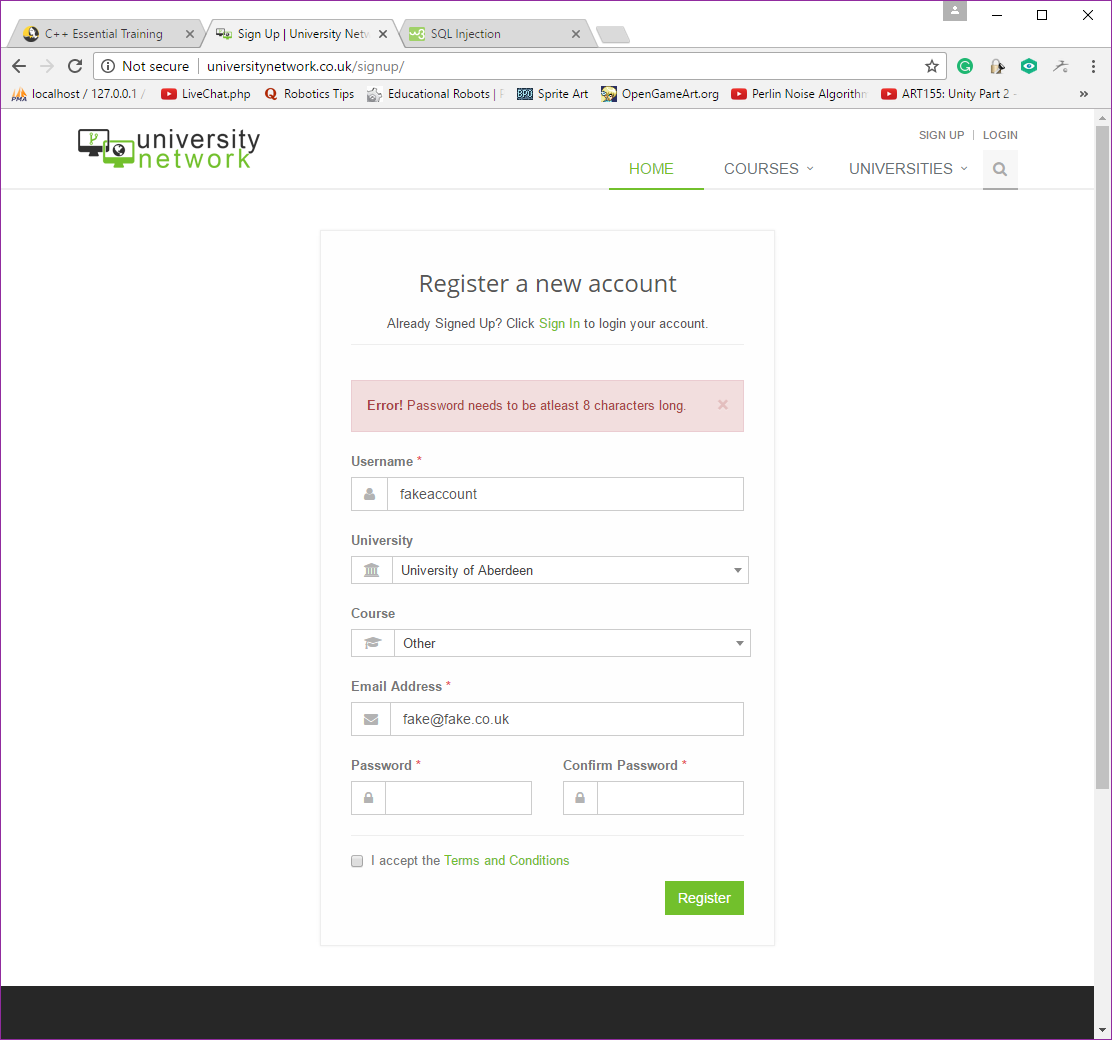 C++ Essential Training
Sign Up | University Netw
SQL Injection
Not secure universitynetwork.co.uk/signup/
PMA localhost / 127.0.0.1 / LiveChat.php Robotics Tips Educational Robots | BPO Sprite Art OpenGameArt.org Perlin Noise Algorithm ART155: Unity Part 2 - »
university
network
SIGN UP | LOGIN
HOME COURSES UNIVERSITIES
Register a new account
Already Signed Up? Click Sign In to login your account.
Error! Password needs to be atleast 8 characters long. ×
Username *
fakeaccount
University
University of Aberdeen
Course
Other
Email Address *
fake@fake.co.uk
Password * Confirm Password *
I accept the Terms and Conditions
Register